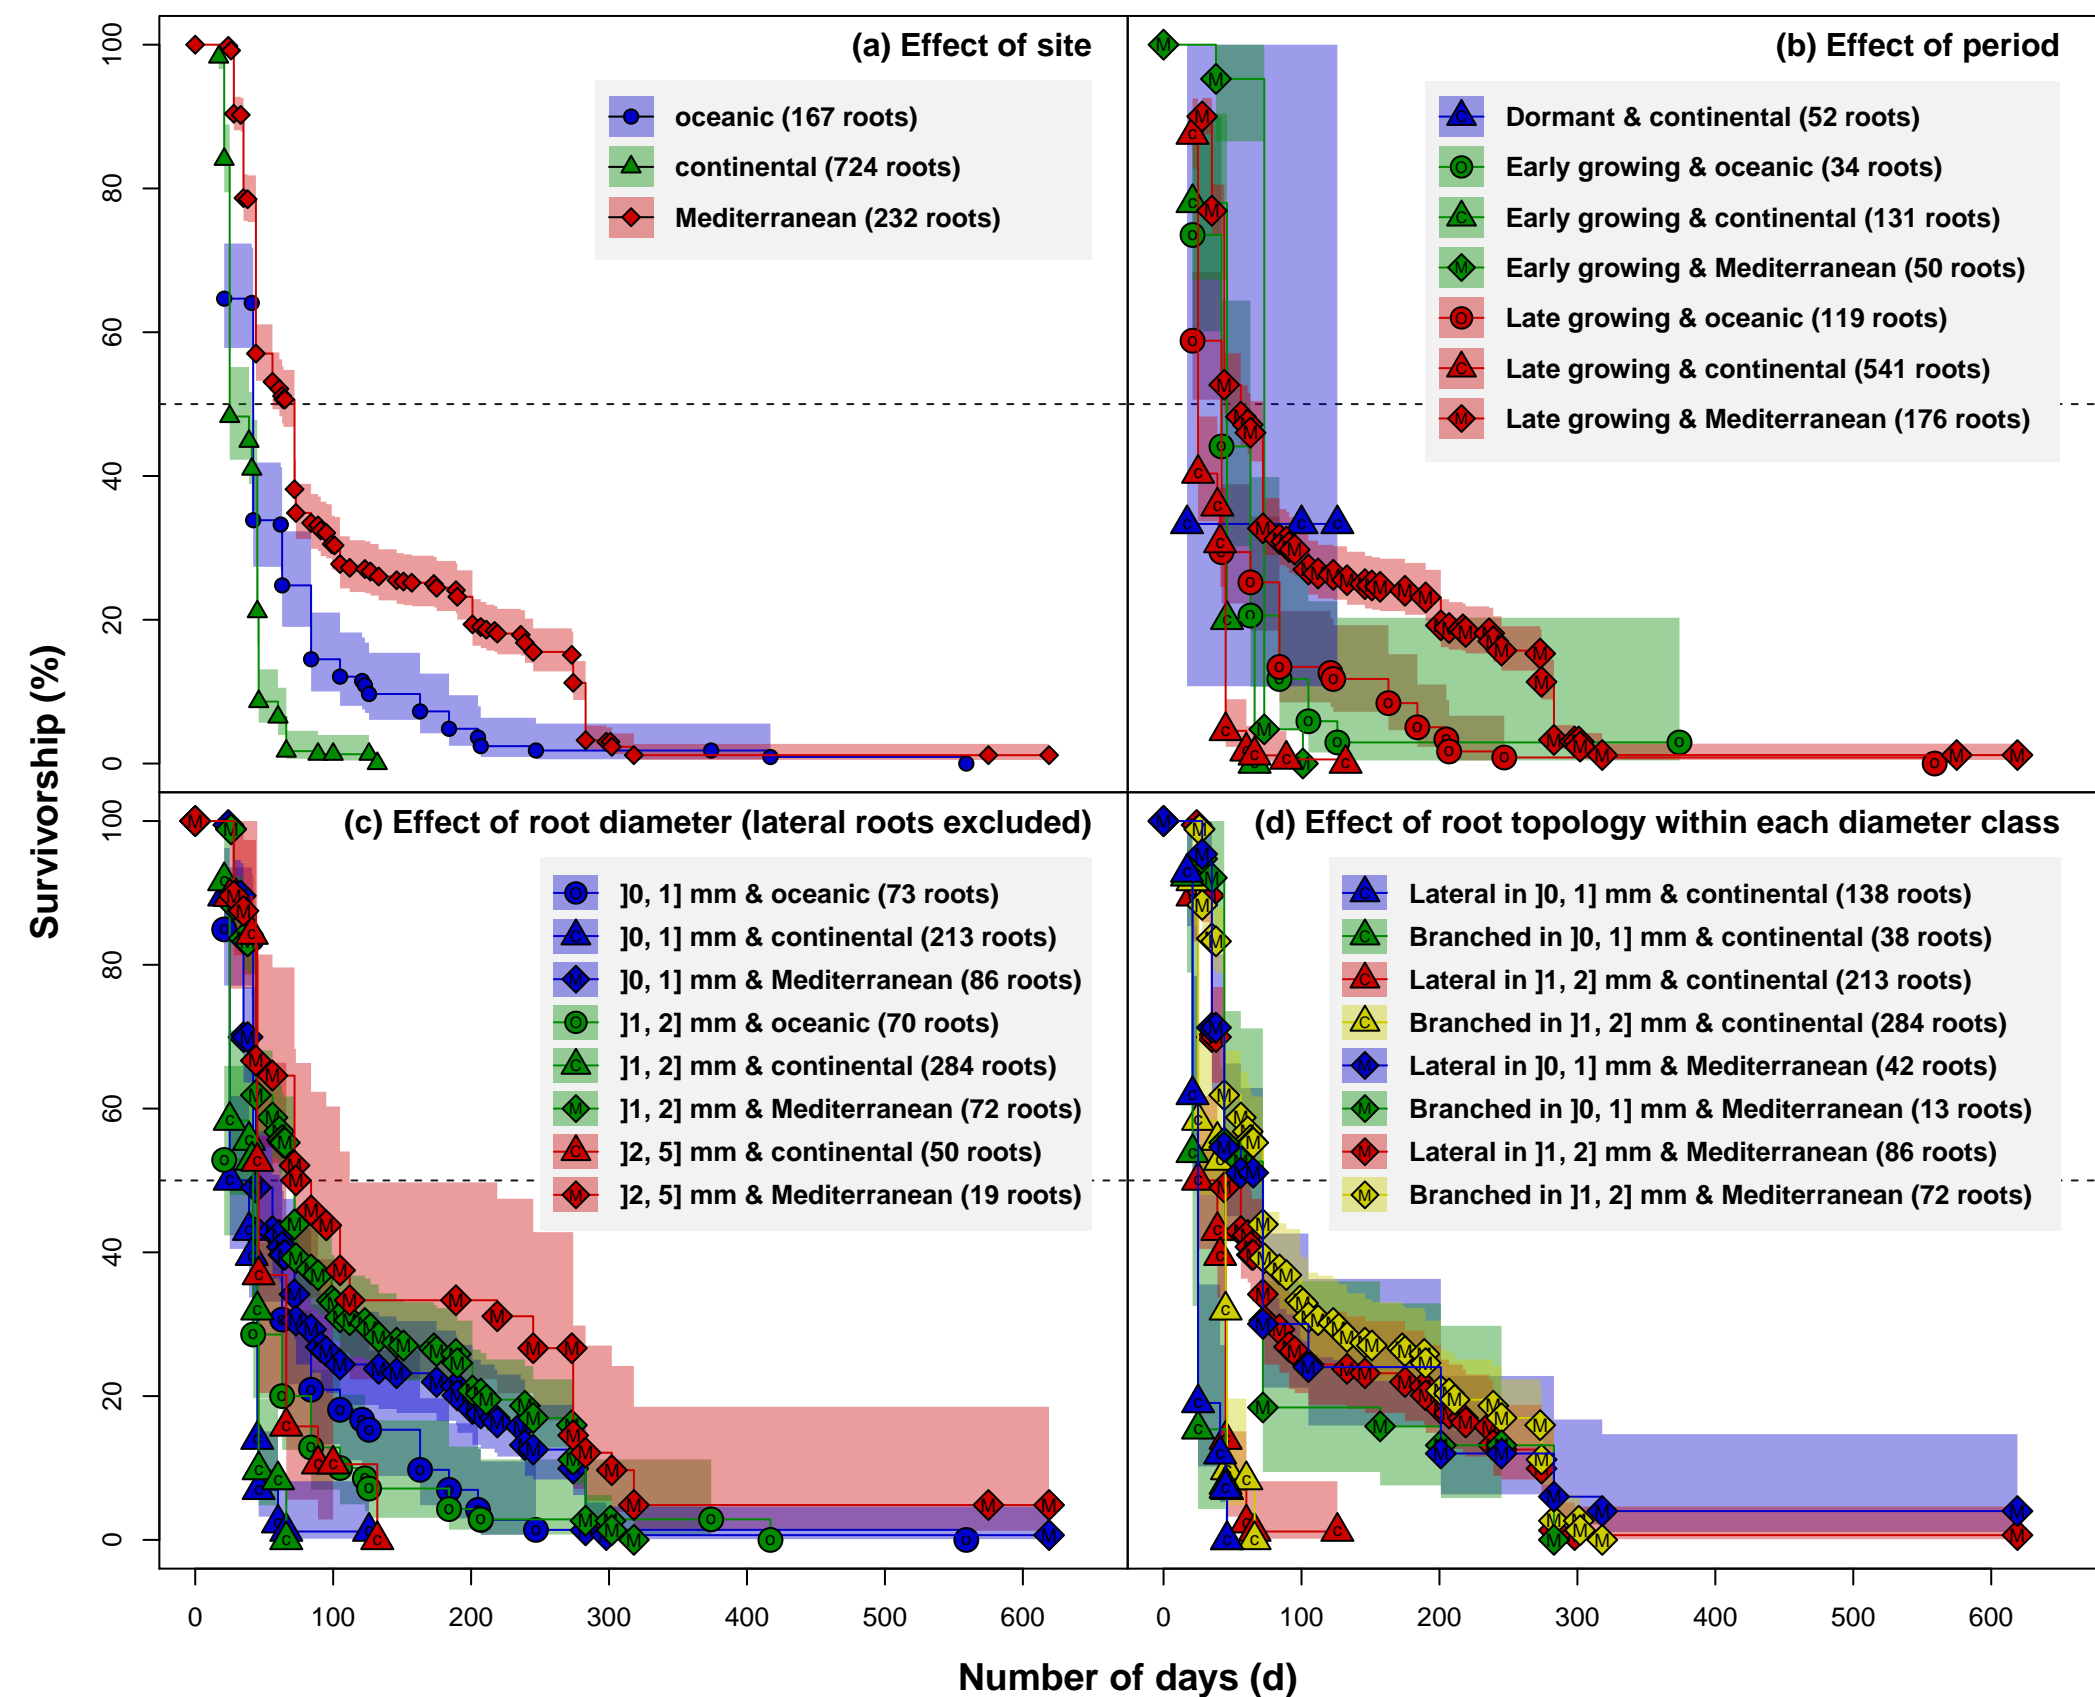 (a) Effect of site
oceanic (167 roots)
continental (724 roots)
Mediterranean (232 roots)
(b) Effect of period
Dormant & continental (52 roots)
Early growing & oceanic (34 roots)
Early growing & continental (131 roots)
Early growing & Mediterranean (50 roots)
Late growing & oceanic (119 roots)
Late growing & continental (541 roots)
Late growing & Mediterranean (176 roots)
(c) Effect of root diameter (lateral roots excluded)
]0, 1] mm & oceanic (73 roots)
]0, 1] mm & continental (213 roots)
]0, 1] mm & Mediterranean (86 roots)
]1, 2] mm & oceanic (70 roots)
]1, 2] mm & continental (284 roots)
]1, 2] mm & Mediterranean (72 roots)
]2, 5] mm & continental (50 roots)
]2, 5] mm & Mediterranean (19 roots)
(d) Effect of root topology within each diameter class
Lateral in ]0, 1] mm & continental (138 roots)
Branched in ]0, 1] mm & continental (38 roots)
Lateral in ]1, 2] mm & continental (213 roots)
Branched in ]1, 2] mm & continental (284 roots)
Lateral in ]0, 1] mm & Mediterranean (42 roots)
Branched in ]0, 1] mm & Mediterranean (13 roots)
Lateral in ]1, 2] mm & Mediterranean (86 roots)
Branched in ]1, 2] mm & Mediterranean (72 roots)
Survivorship (%)
100
80
60
40
20
0
100
80
60
40
20
0
0 100 200 300 400 500 600
0 100 200 300 400 500 600
Number of days (d)